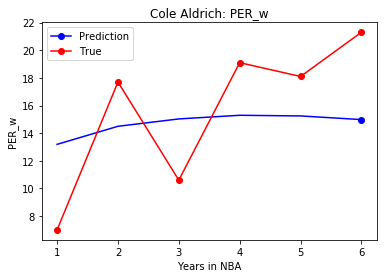 Cole Aldrich: PER_w
Prediction
True
22
20
18
16
14
12
10
8
PER_w
1 2 3 4 5 6
Years in NBA